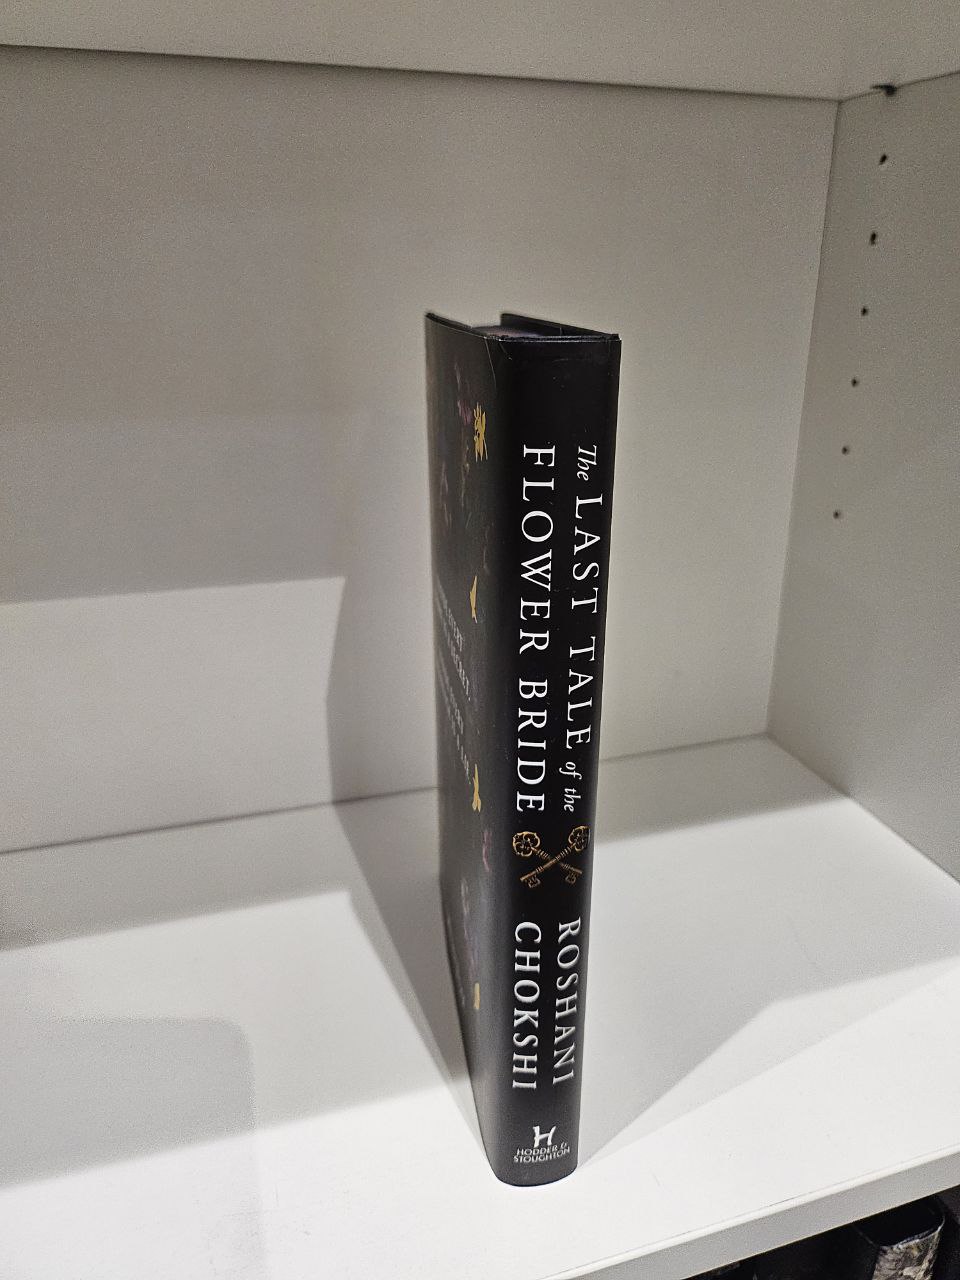 The LAST TALE of the
FLOWER BRIDE
ROSHANI
CHOKSHI
H
HODDER &
STOUGHTON